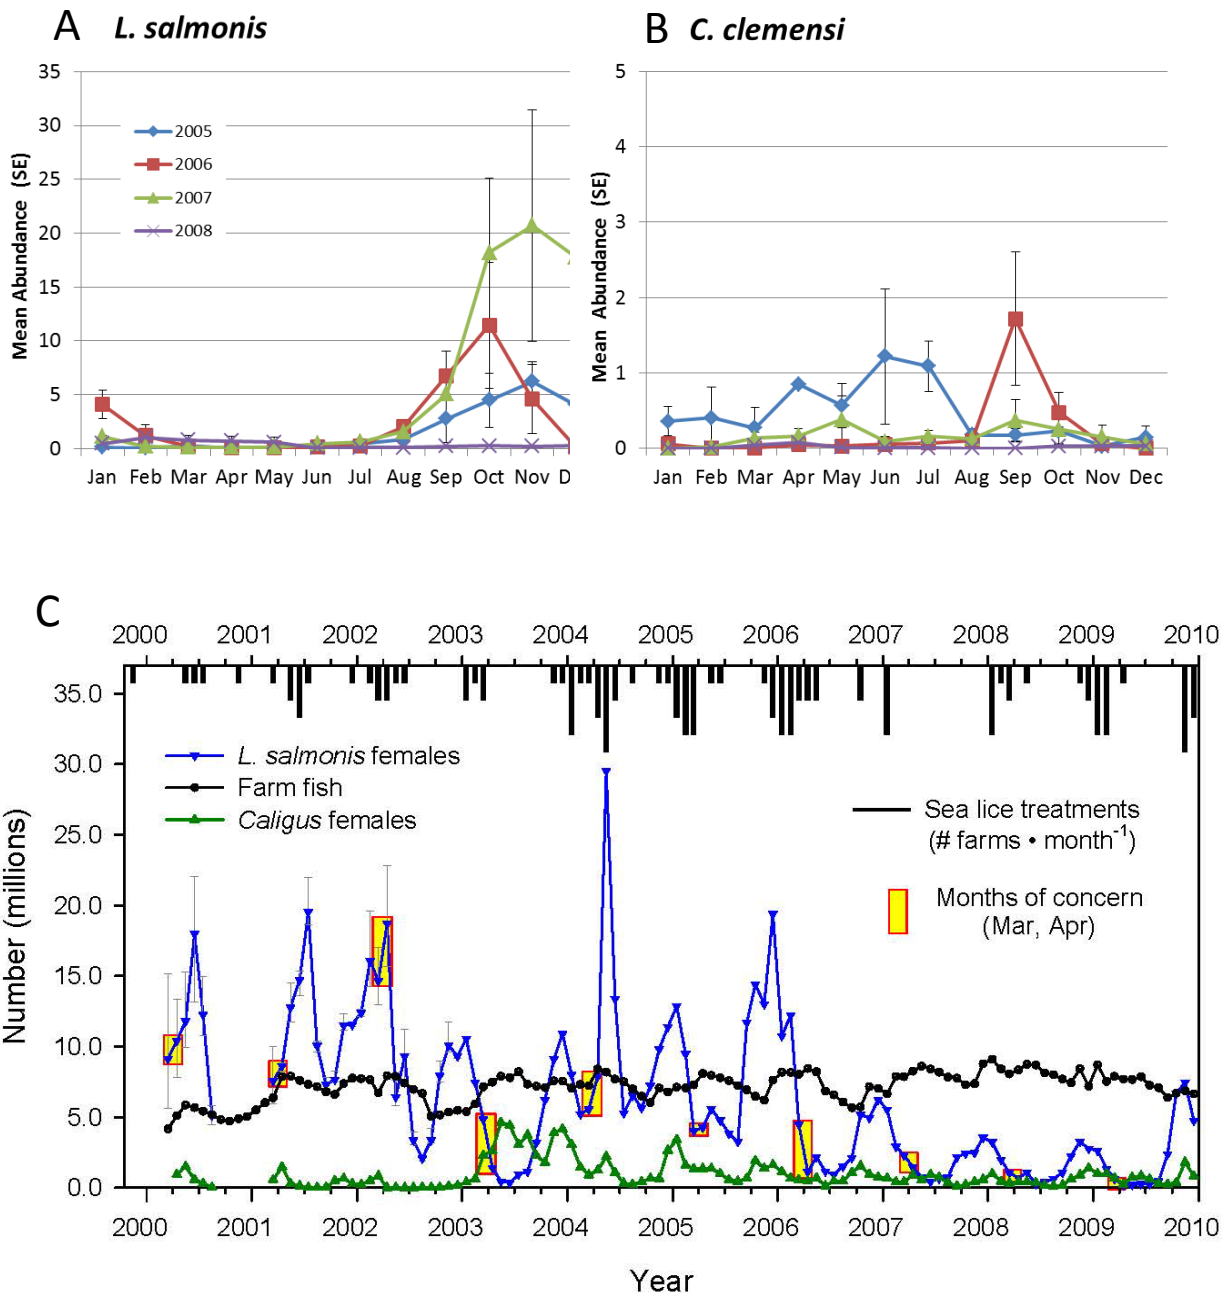 A L. salmonis
35
30
25
20
15
10
5
0
Mean Abundance (SE)
2005
2006
2007
2008
Jan Feb Mar Apr May Jun Jul Aug Sep Oct Nov D
B C. clemensi
5
4
3
2
1
0
Mean Abundance (SE)
Jan Feb Mar Apr May Jun Jul Aug Sep Oct Nov Dec
C
2000 2001 2002 2003 2004 2005 2006 2007 2008 2009 2010
35.0
30.0
25.0
20.0
15.0
10.0
5.0
0.0
Number (millions)
L. salmonis females
Farm fish
Caligus females
Sea lice treatments
(# farms • month⁻¹)
Months of concern
(Mar, Apr)
2000 2001 2002 2003 2004 2005 2006 2007 2008 2009 2010
Year